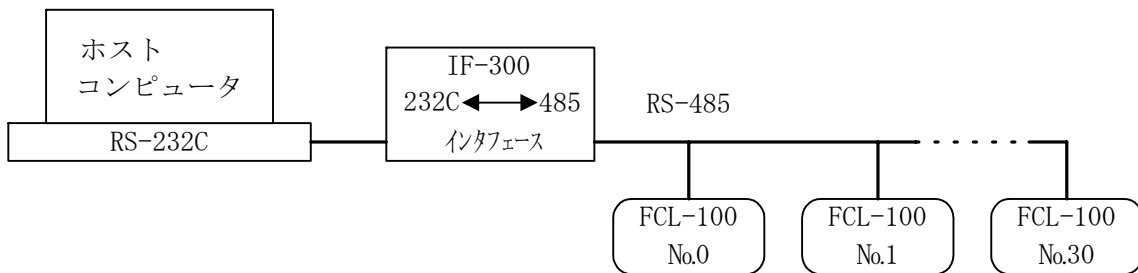 ホスト
コンピュータ
RS-232C
IF-300
232C 485
インタフェース
RS-485
FCL-100
No.0
FCL-100
No.1
FCL-100
No.30